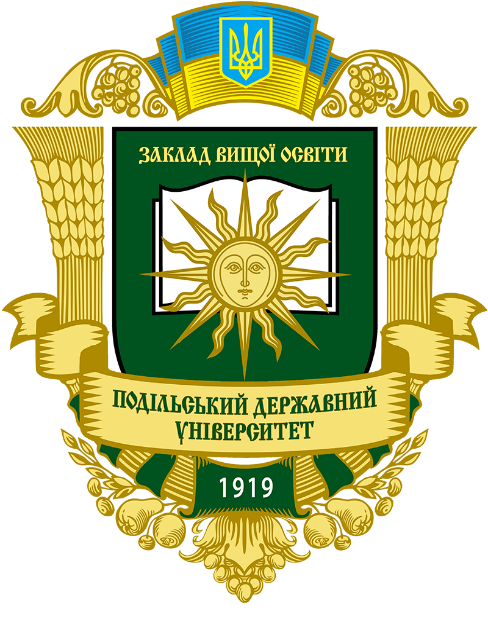 ЗАКЛАД ВИЩОЇ ОСВІТИ
ПОДІЛЬСЬКИЙ ДЕРЖАВНИЙ
УНІВЕРСИТЕТ
1919